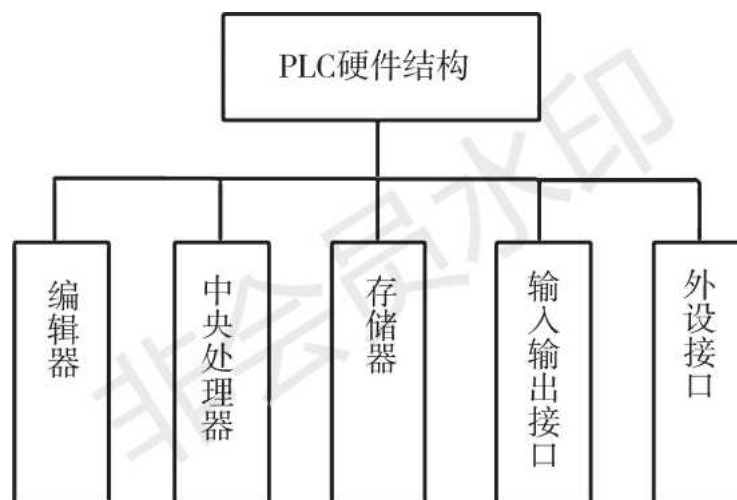 PLC硬件结构
编辑器
中央处理器
存储器
输入输出接口
外设接口
非会员水印